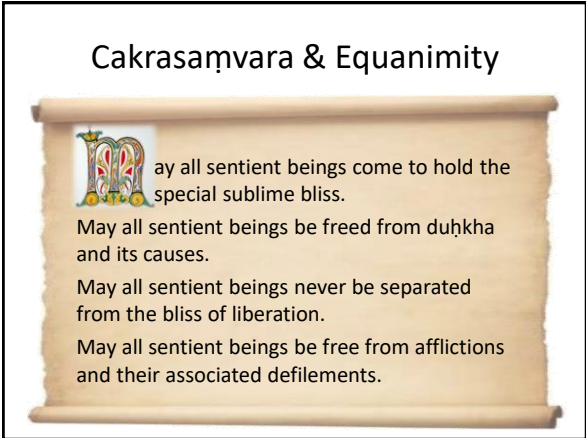 Cakrasaṃvara & Equanimity
May all sentient beings come to hold the
special sublime bliss.
May all sentient beings be freed from duḥkha
and its causes.
May all sentient beings never be separated
from the bliss of liberation.
May all sentient beings be free from afflictions
and their associated defilements.